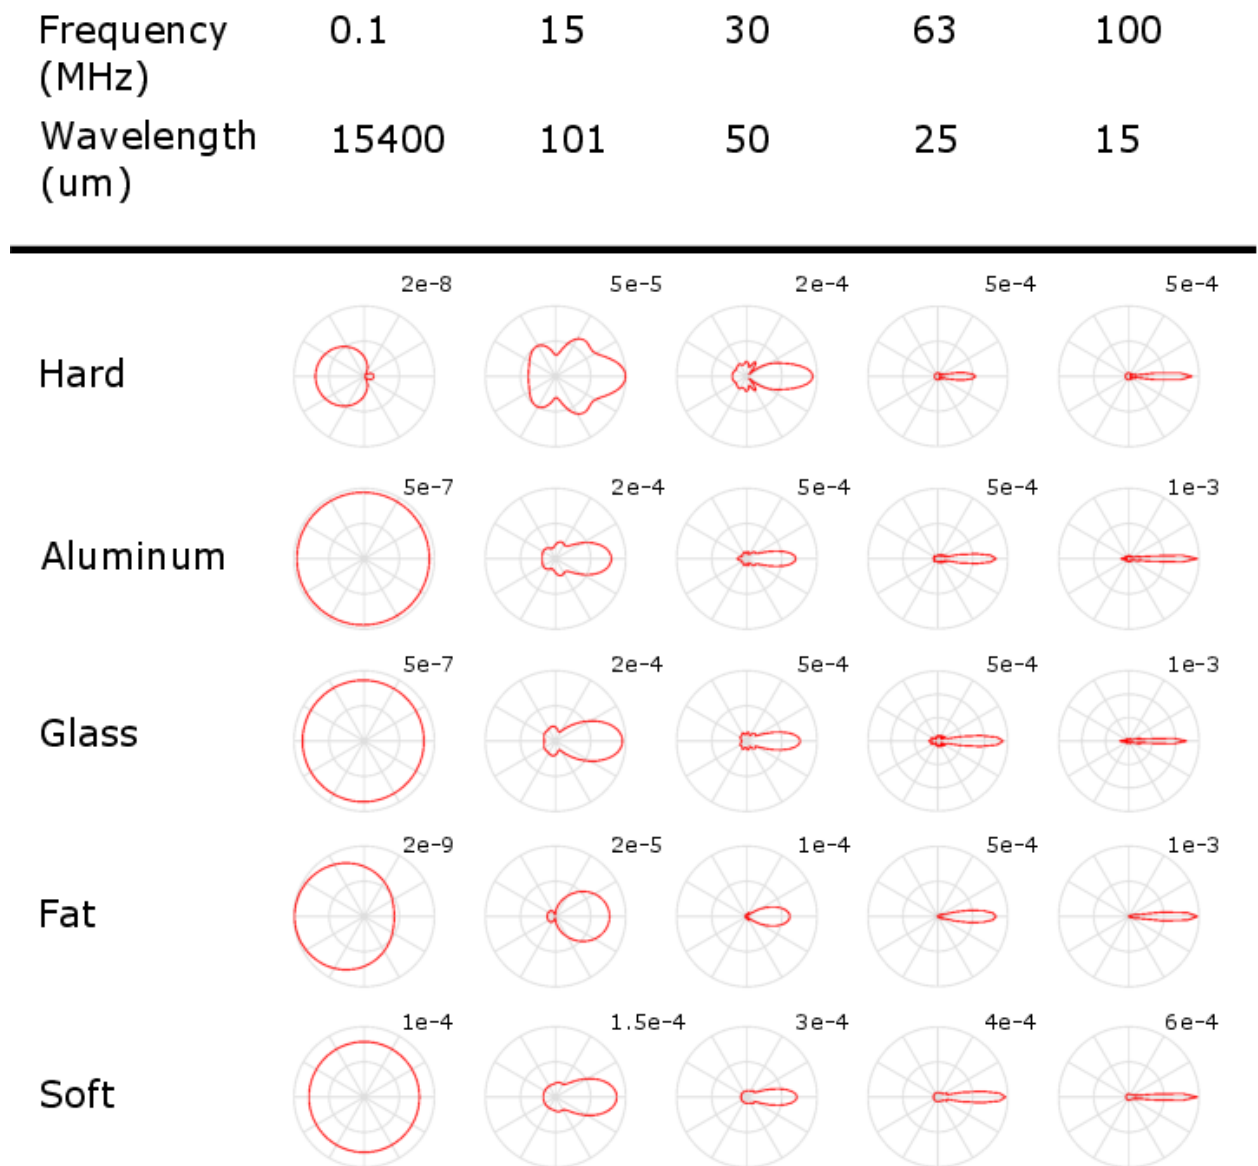 Frequency 0.1 15 30 63 100
(MHz)
Wavelength 15400 101 50 25 15
(um)
2e-8 5e-5 2e-4 5e-4 5e-4
Hard
5e-7 2e-4 5e-4 5e-4 1e-3
Aluminum
5e-7 2e-4 5e-4 5e-4 1e-3
Glass
2e-9 2e-5 1e-4 5e-4 1e-3
Fat
1e-4 1.5e-4 3e-4 4e-4 6e-4
Soft